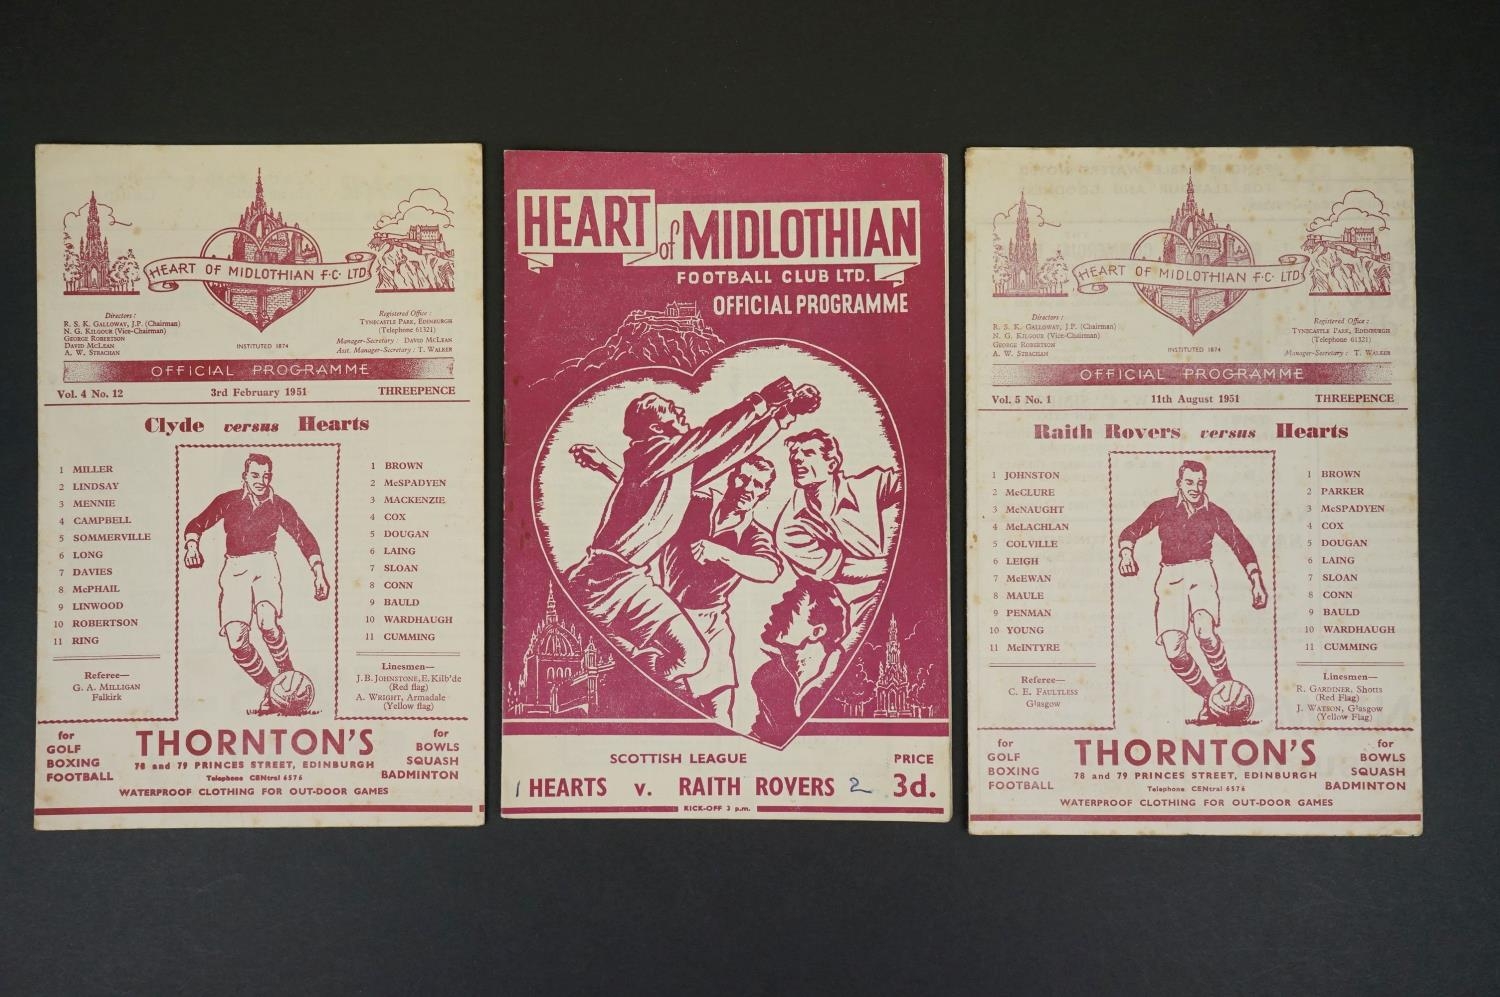 HEART OF MIDLOTHIAN F·C· LTD
Directors:
R. S. K. GALLOWAY, J.P. (Chairman)
N. G. KILGOUR (Vice-Chairman)
GEORGE ROBERTSON
DAVID MCLEAN
A. W. STRACHAN
INSTITUTED 1874
Registered Office:
TYNECASTLE PARK, EDINBURGH
(Telephone 61321)
Manager-Secretary: DAVID MCLEAN
Asst. Manager-Secretary: T. WALKER
OFFICIAL PROGRAMME
Vol. 4 No. 12 3rd February 1951 THREEPENCE
Clyde versus Hearts
1 MILLER
2 LINDSAY
3 MENNIE
4 CAMPBELL
5 SOMMERVILLE
6 LONG
7 DAVIES
8 McPHAIL
9 LINWOOD
10 ROBERTSON
11 RING
Referee—
G. A. MILLIGAN
Falkirk
1 BROWN
2 McSPADYEN
3 MACKENZIE
4 COX
5 DOUGAN
6 LAING
7 SLOAN
8 CONN
9 BAULD
10 WARDHAUGH
11 CUMMING
Linesmen—
J. B. JOHNSTONE, E. Kilb'de
(Red flag)
A. WRIGHT, Armadale
(Yellow flag)
for
GOLF
BOXING
FOOTBALL
THORNTON'S
78 and 79 PRINCES STREET, EDINBURGH
Telephone CENtral 6576
for
BOWLS
SQUASH
BADMINTON
WATERPROOF CLOTHING FOR OUT-DOOR GAMES
HEART of MIDLOTHIAN
FOOTBALL CLUB LTD.
OFFICIAL PROGRAMME
SCOTTISH LEAGUE PRICE
1 HEARTS v. RAITH ROVERS 2 3d.
KICK-OFF 3 p.m.
HEART OF MIDLOTHIAN F·C· LTD
Directors:
R. S. K. GALLOWAY, J.P. (Chairman)
N. G. KILGOUR (Vice-Chairman)
GEORGE ROBERTSON
A. W. STRACHAN
INSTITUTED 1874
Registered Office:
TYNECASTLE PARK, EDINBURGH
(Telephone 61321)
Manager-Secretary: T. WALKER
OFFICIAL PROGRAMME
Vol. 5 No. 1 11th August 1951 THREEPENCE
Raith Rovers versus Hearts
1 JOHNSTON
2 McCLURE
3 McNAUGHT
4 McLACHLAN
5 COLVILLE
6 LEIGH
7 McEWAN
8 MAULE
9 PENMAN
10 YOUNG
11 McINTYRE
Referee—
C. E. FAULTLESS
Glasgow
1 BROWN
2 PARKER
3 McSPADYEN
4 COX
5 DOUGAN
6 LAING
7 SLOAN
8 CONN
9 BAULD
10 WARDHAUGH
11 CUMMING
Linesmen—
R. GARDINER, Shotts
(Red Flag)
J. WATSON, Glasgow
(Yellow Flag)
for
GOLF
BOXING
FOOTBALL
THORNTON'S
78 and 79 PRINCES STREET, EDINBURGH
Telephone CENtral 6576
for
BOWLS
SQUASH
BADMINTON
WATERPROOF CLOTHING FOR OUT-DOOR GAMES